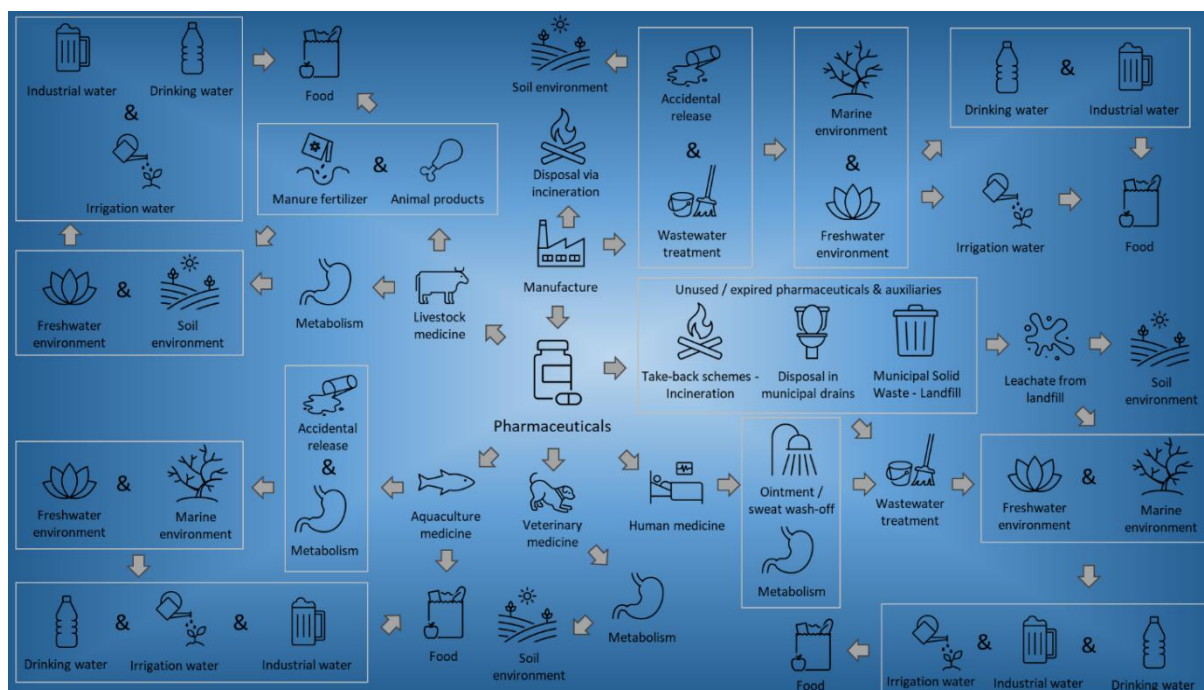 Industrial water
&
Drinking water
Irrigation water
Food
Manure fertilizer
&
Animal products
Soil environment
Disposal via
incineration
Accidental
release
&
Wastewater
treatment
Marine
environment
&
Freshwater
environment
Drinking water
&
Industrial water
Irrigation water
Food
Freshwater
environment
&
Soil
environment
Metabolism
Livestock
medicine
Manufacture
Unused / expired pharmaceuticals & auxiliaries
Take-back schemes -
Incineration
Disposal in
municipal drains
Municipal Solid
Waste - Landfill
Leachate from
landfill
Soil
environment
Pharmaceuticals
Accidental
release
&
Metabolism
Freshwater
environment
&
Marine
environment
Aquaculture
medicine
Veterinary
medicine
Human medicine
Ointment /
sweat wash-off
Metabolism
Wastewater
treatment
Freshwater
environment
&
Marine
environment
Drinking water
&
Irrigation water
&
Industrial water
Food
Soil
environment
Metabolism
Food
Irrigation water
&
Industrial water
&
Drinking water